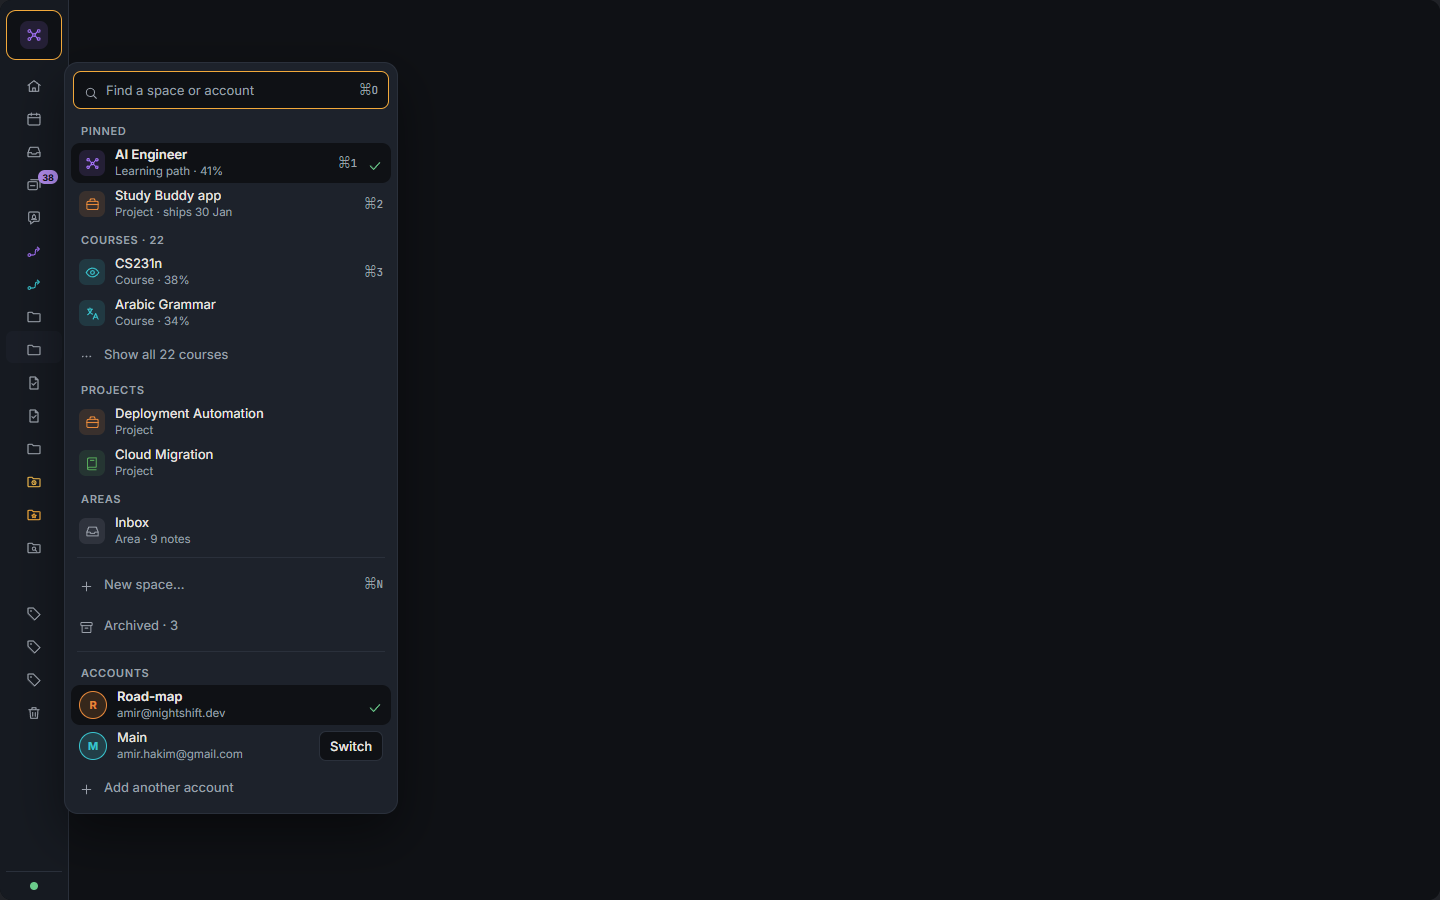 Find a space or account
⌘O
PINNED
AI Engineer
⌘1
Learning path · 41%
38
Study Buddy app
⌘2
Project · ships 30 Jan
COURSES · 22
CS231n
⌘3
Course · 38%
Arabic Grammar
Course · 34%
... Show all 22 courses
PROJECTS
Deployment Automation
Project
Cloud Migration
Project
AREAS
Inbox
Area · 9 notes
New space...
⌘N
Archived · 3
ACCOUNTS
R
Road-map
amir@nightshift.dev
M
Main
amir.hakim@gmail.com
Switch
Add another account